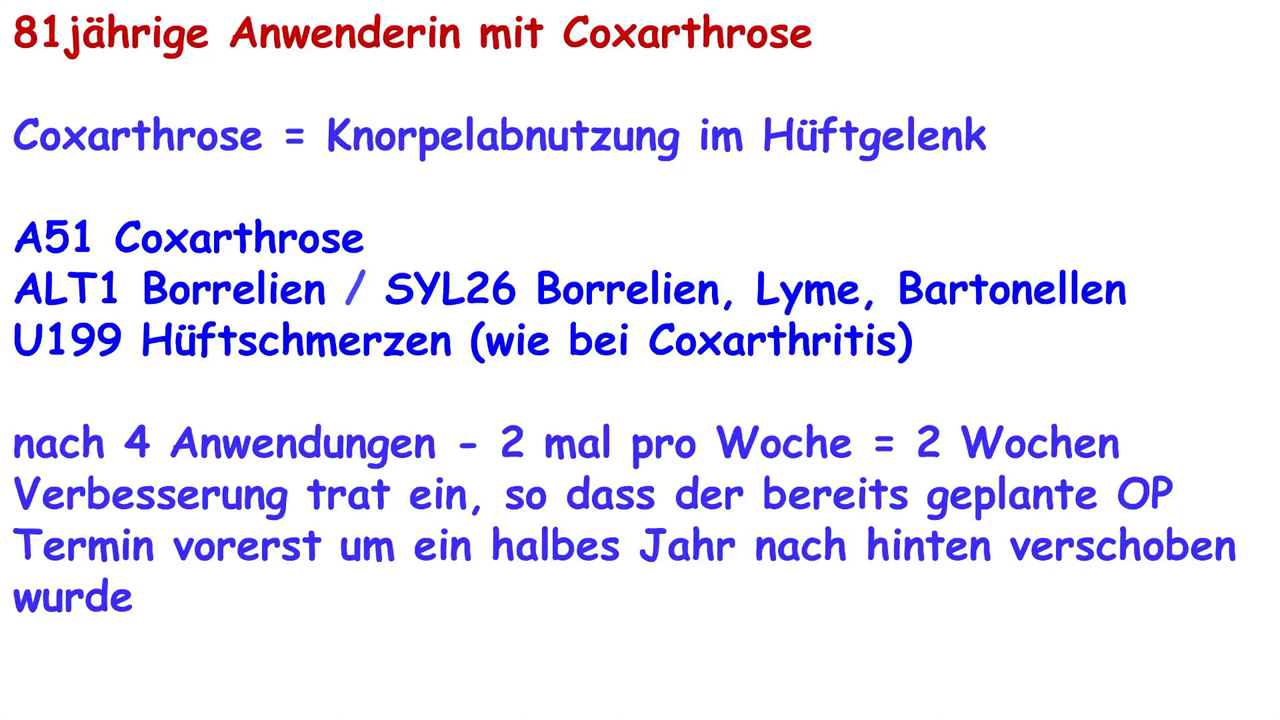 81jährige Anwenderin mit Coxarthrose
Coxarthrose = Knorpelabnutzung im Hüftgelenk
A51 Coxarthrose
ALT1 Borrelien / SYL26 Borrelien, Lyme, Bartonellen
U199 Hüftschmerzen (wie bei Coxarthritis)
nach 4 Anwendungen - 2 mal pro Woche = 2 Wochen
Verbesserung trat ein, so dass der bereits geplante OP
Termin vorerst um ein halbes Jahr nach hinten verschoben
wurde